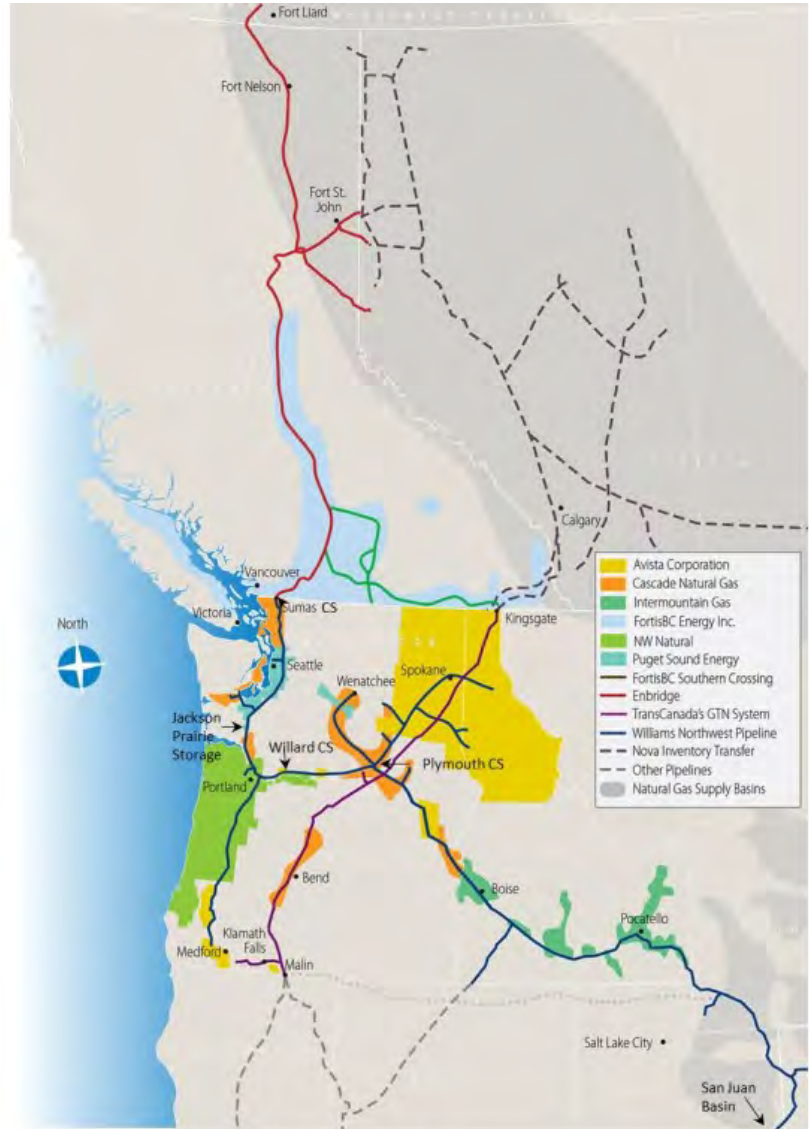 Fort Liard
Fort Nelson
Fort St.
John
Calgary
Vancouver
Sumas CS
Victoria
Kingsgate
North
Seattle
Spokane
Wenatchee
Jackson
Prairie
Storage
Willard CS
Plymouth CS
Portland
Bend
Boise
Pocatello
Klamath
Falls
Medford
Malin
Salt Lake City
San Juan
Basin
Avista Corporation
Cascade Natural Gas
Intermountain Gas
FortisBC Energy Inc.
NW Natural
Puget Sound Energy
FortisBC Southern Crossing
Enbridge
TransCanada's GTN System
Williams Northwest Pipeline
Nova Inventory Transfer
Other Pipelines
Natural Gas Supply Basins